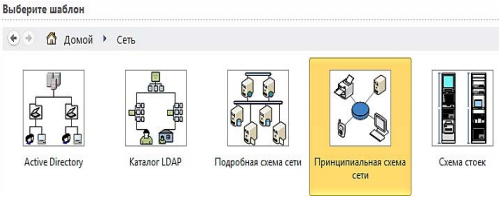 Выберите шаблон
Домой Сеть
Active Directory Каталог LDAP Подробная схема сети Принципиальная схема Схема стоек
сети